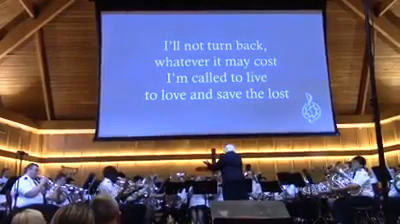 I'll not turn back,
whatever it may cost
I'm called to live
to love and save the lost